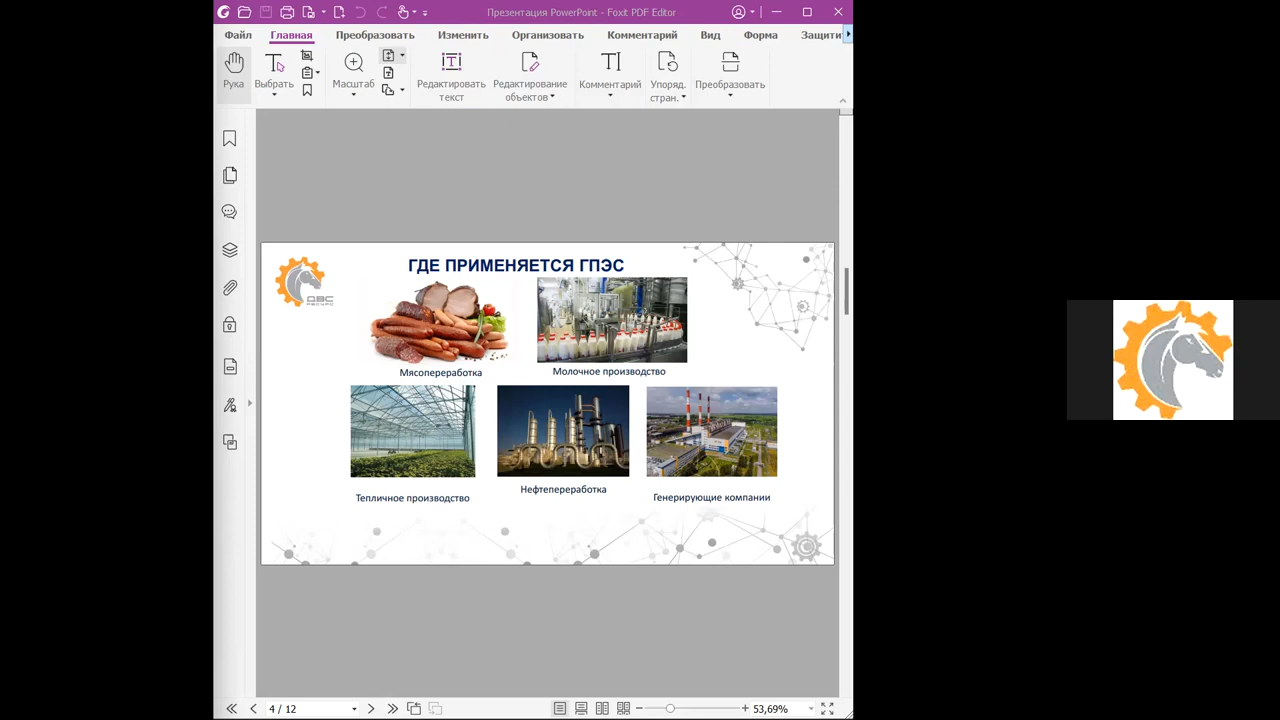 Презентация PowerPoint - Foxit PDF Editor
Файл Главная Преобразовать Изменить Организовать Комментарий Вид Форма Защити
Рука Выбрать Масштаб Редактировать текст Редактирование объектов Комментарий Упоряд. стран. Преобразовать
ГДЕ ПРИМЕНЯЕТСЯ ГПЭС
ДВС
РЕСУРС
Мясопереработка Молочное производство
Тепличное производство Нефтепереработка Генерирующие компании
4 / 12 53,69%